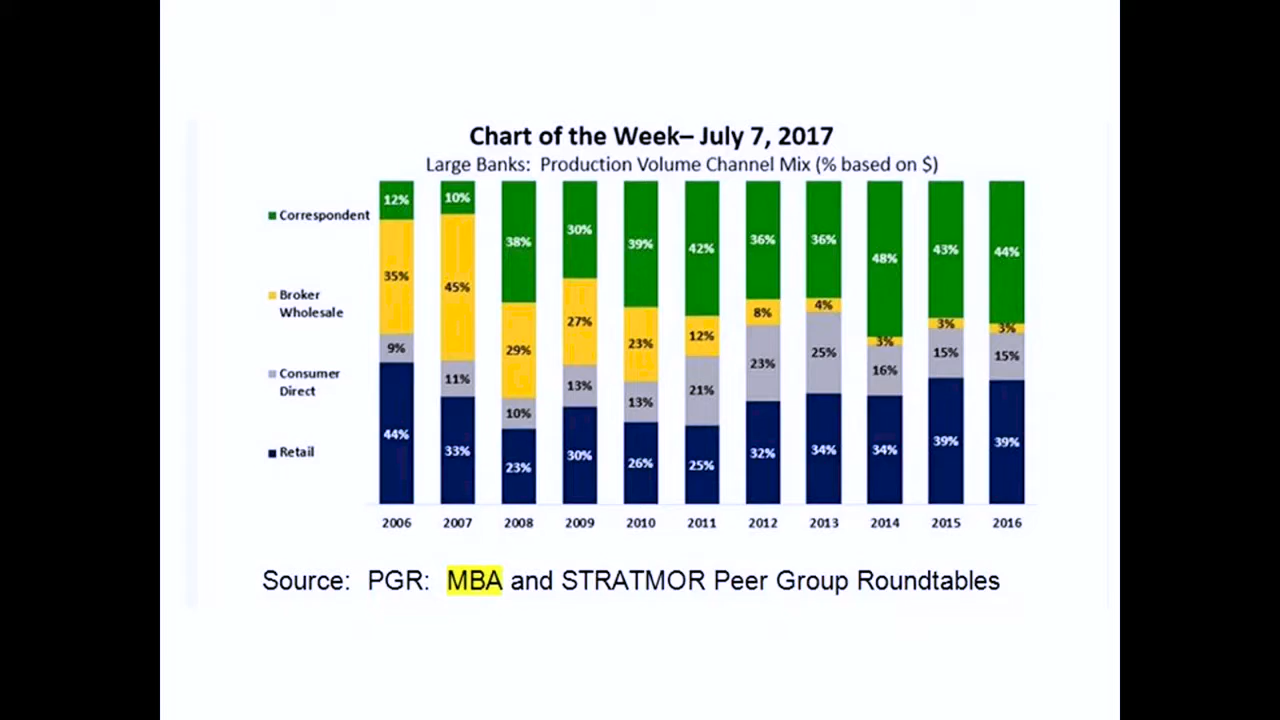 Chart of the Week– July 7, 2017
Large Banks: Production Volume Channel Mix (% based on $)
Correspondent
Broker
Wholesale
Consumer
Direct
Retail
12% 10% 38% 30% 39% 42% 36% 36% 48% 43% 44%
35% 45% 29% 27% 23% 12% 8% 4% 3% 3% 3%
9% 11% 10% 13% 13% 21% 23% 25% 16% 15% 15%
44% 33% 23% 30% 26% 25% 32% 34% 34% 39% 39%
2006 2007 2008 2009 2010 2011 2012 2013 2014 2015 2016
Source: PGR: MBA and STRATMOR Peer Group Roundtables